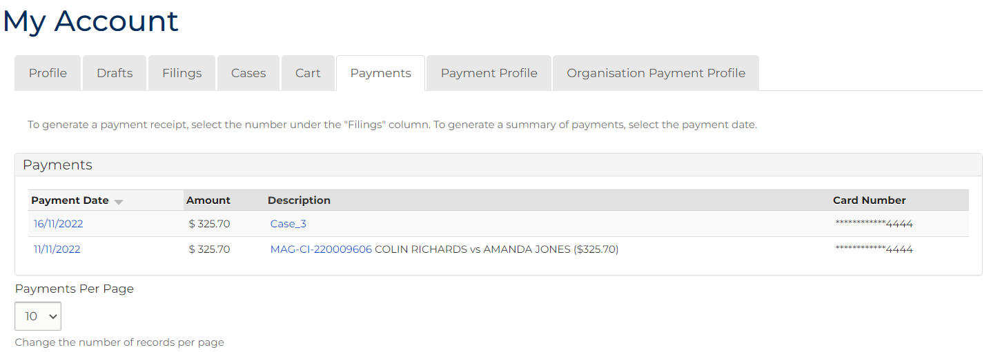 My Account
Profile Drafts Filings Cases Cart Payments Payment Profile Organisation Payment Profile
To generate a payment receipt, select the number under the "Filings" column. To generate a summary of payments, select the payment date.
Payments
Payment Date Amount Description Card Number
16/11/2022 $ 325.70 Case_3 ************4444
11/11/2022 $ 325.70 MAG-CI-220009606 COLIN RICHARDS vs AMANDA JONES ($325.70) ************4444
Payments Per Page
10
Change the number of records per page